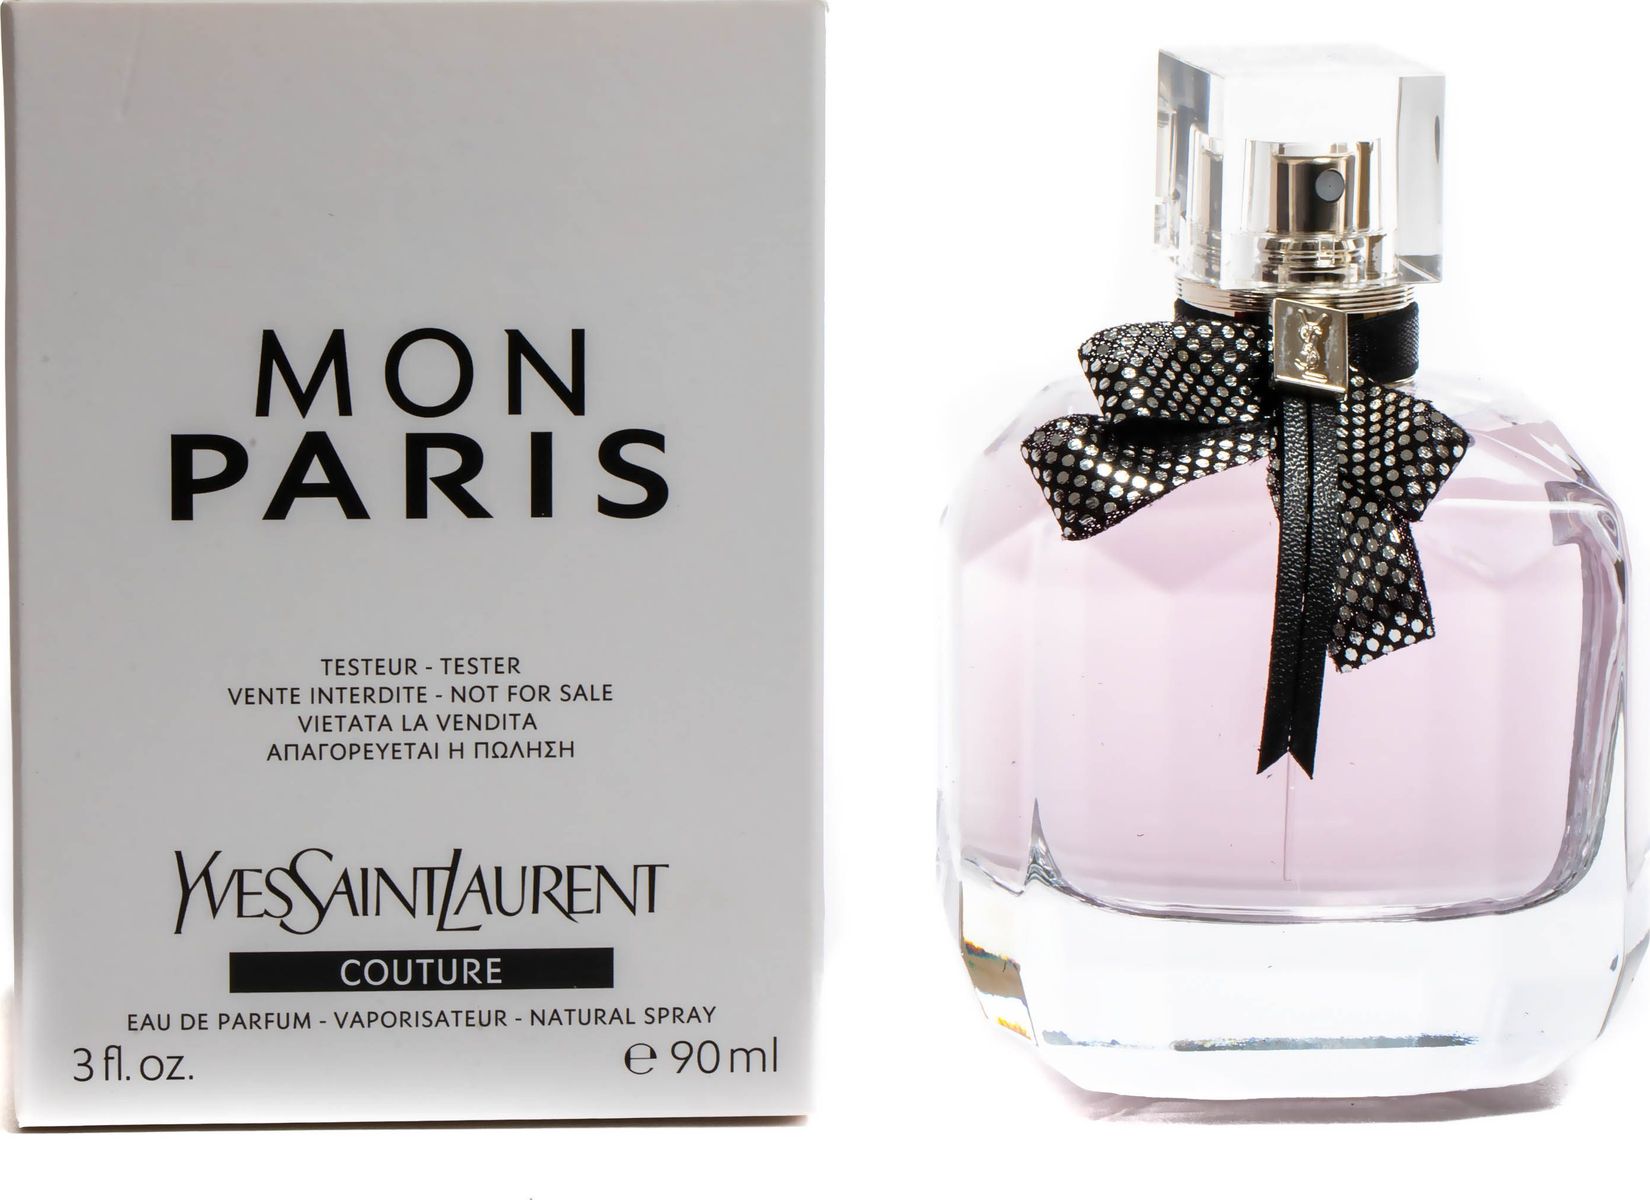 MON
PARIS
TESTEUR - TESTER
VENTE INTERDITE - NOT FOR SALE
VIETATA LA VENDITA
ΑΠΑΓΟΡΕΥΕΤΑΙ Η ΠΩΛΗΣΗ
YVESSAINTLAURENT
COUTURE
EAU DE PARFUM - VAPORISATEUR - NATURAL SPRAY
3 fl. oz. ℮ 90 ml
YSL